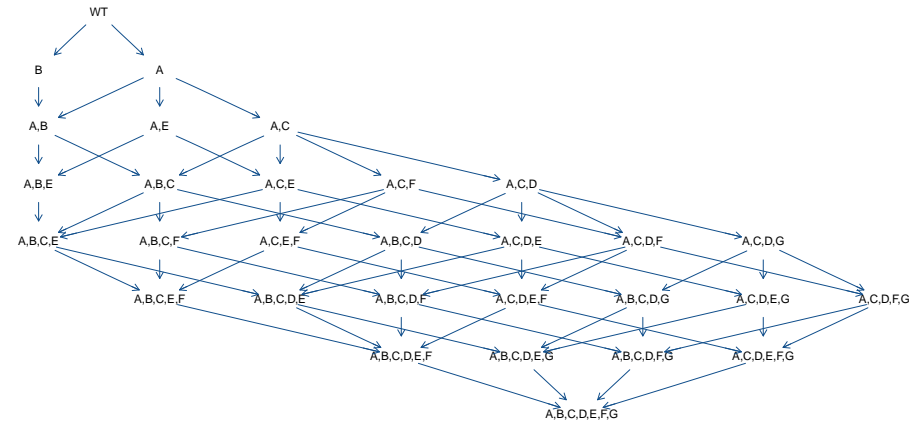 WT
B A
A,B A,E A,C
A,B,E A,B,C A,C,E A,C,F A,C,D
A,B,C,E A,B,C,F A,C,E,F A,B,C,D A,C,D,E A,C,D,F A,C,D,G
A,B,C,E,F A,B,C,D,E A,B,C,D,F A,C,D,E,F A,B,C,D,G A,C,D,E,G A,C,D,F,G
A,B,C,D,E,F A,B,C,D,E,G A,B,C,D,F,G A,C,D,E,F,G
A,B,C,D,E,F,G